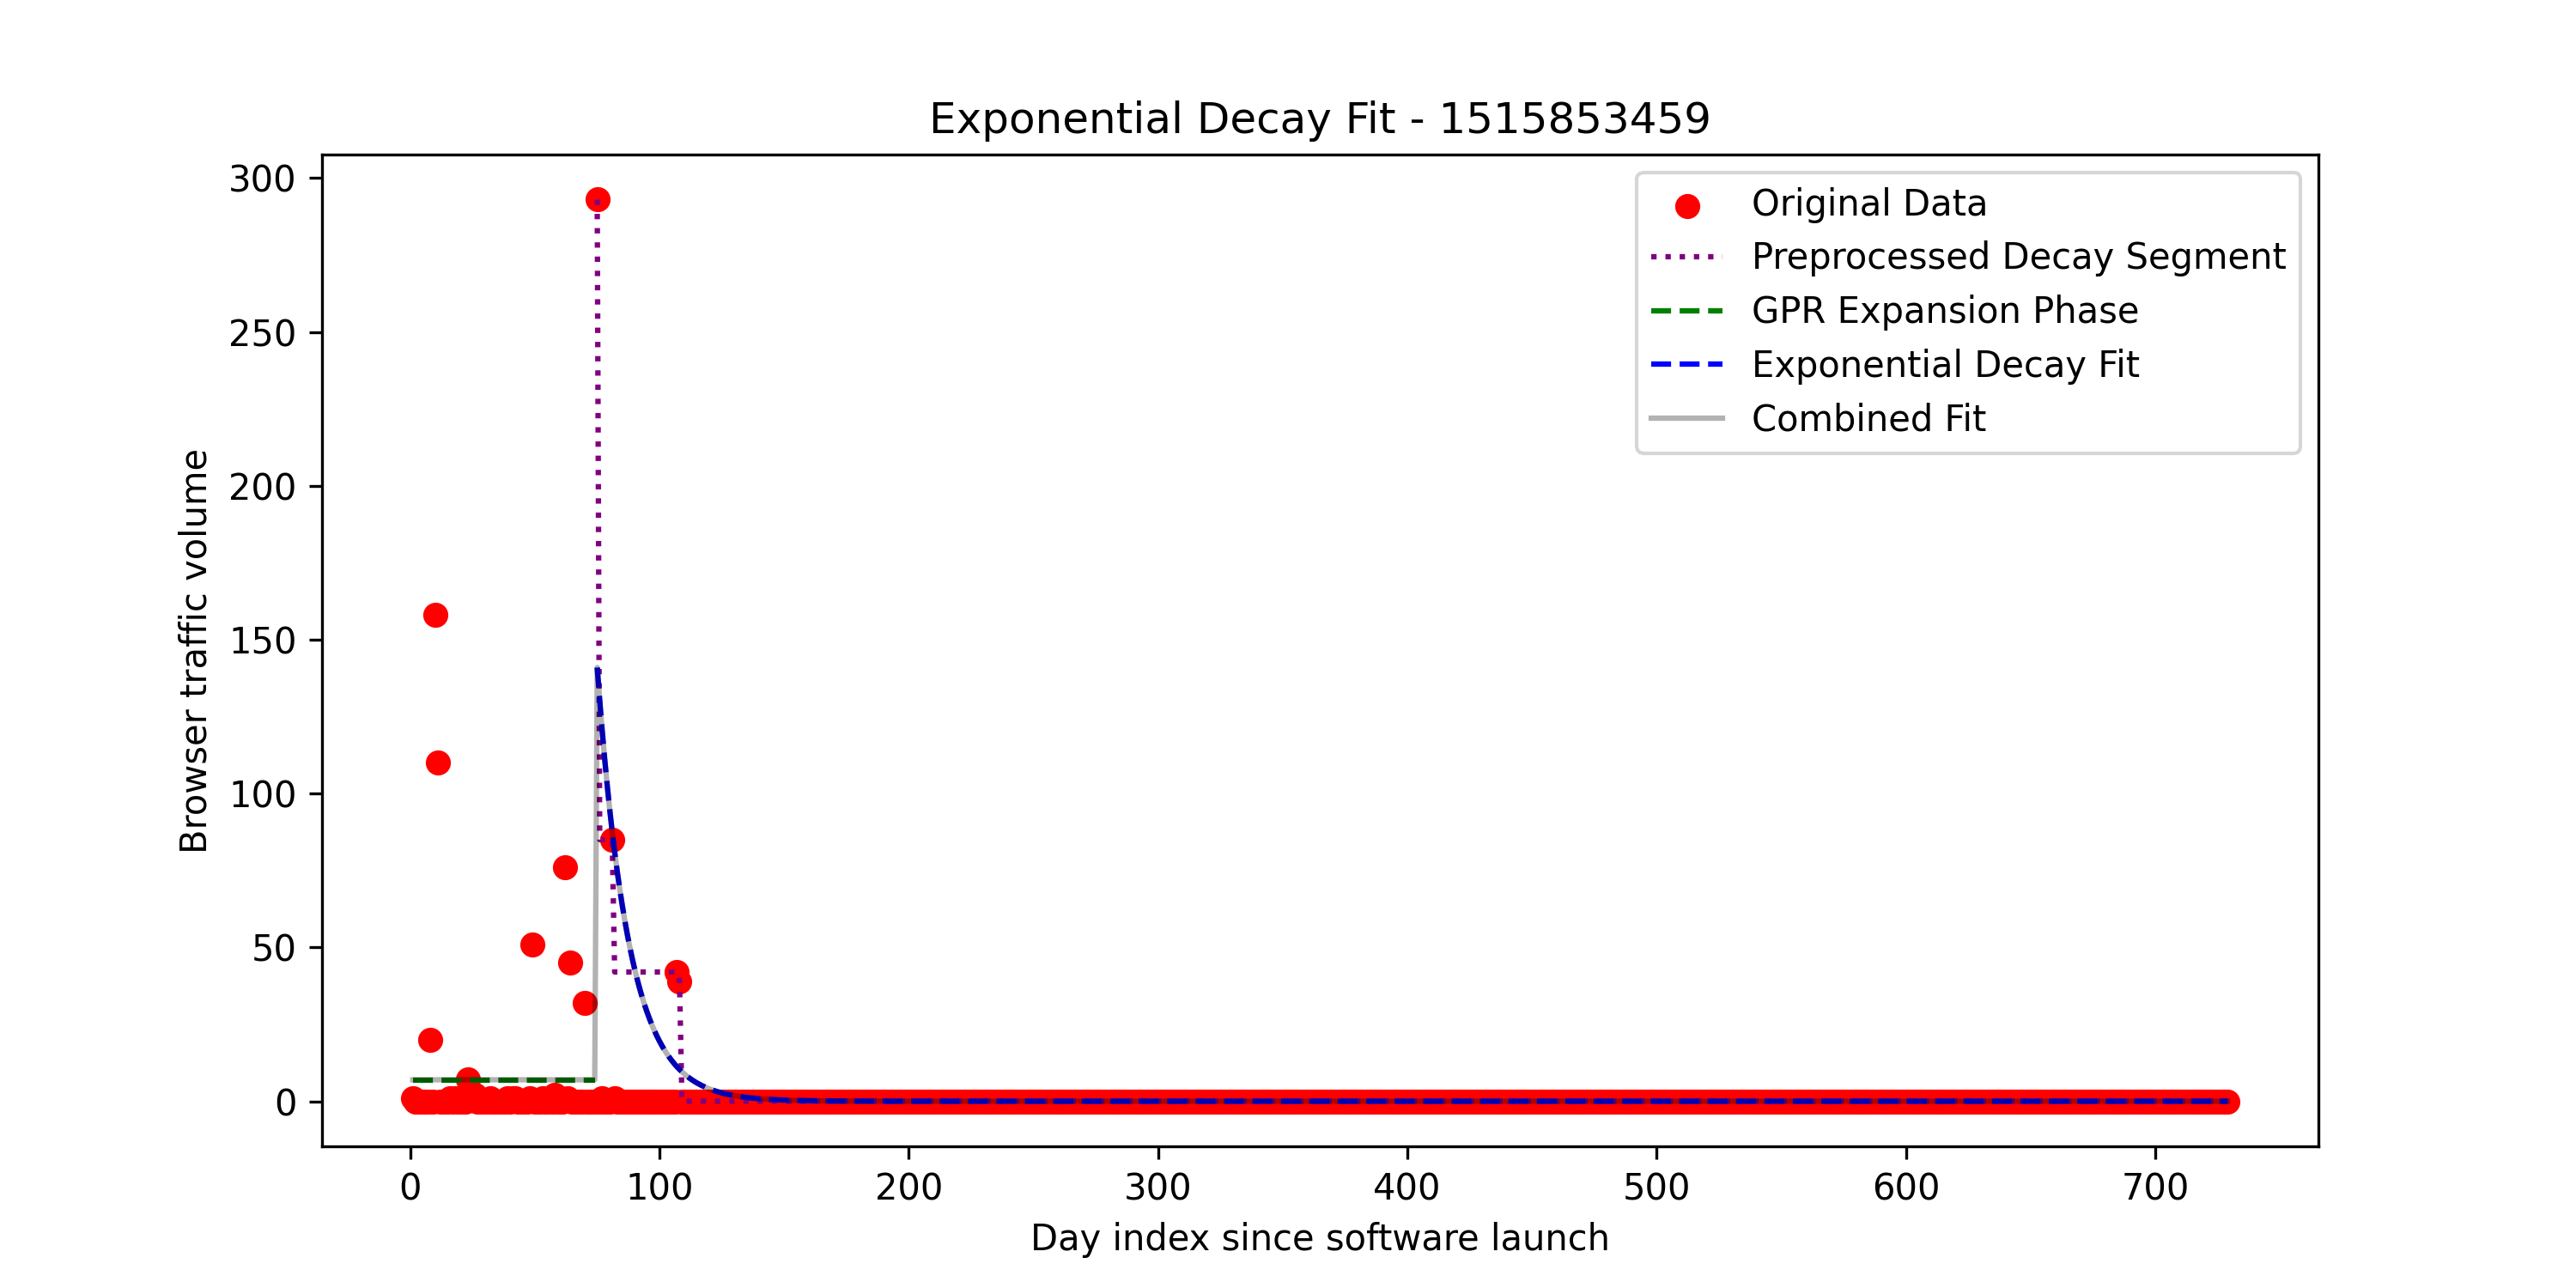 Exponential Decay Fit - 1515853459
Original Data
Preprocessed Decay Segment
GPR Expansion Phase
Exponential Decay Fit
Combined Fit
Browser traffic volume
300
250
200
150
100
50
0
0 100 200 300 400 500 600 700
Day index since software launch